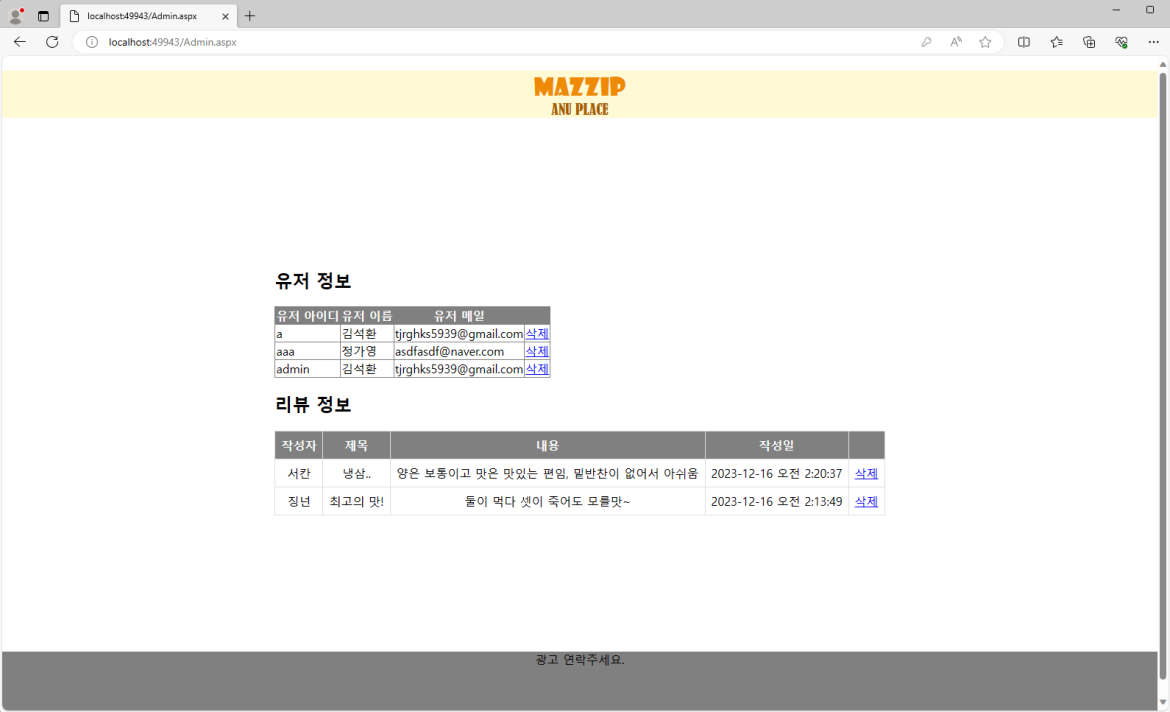 localhost:49943/Admin.aspx
localhost:49943/Admin.aspx
MAZZIP
ANU PLACE
유저 정보
유저 아이디 유저 이름 유저 메일
a 김석환 tjrghks5939@gmail.com 삭제
aaa 정가영 asdfasdf@naver.com 삭제
admin 김석환 tjrghks5939@gmail.com 삭제
리뷰 정보
작성자 제목 내용 작성일
서칸 냉삼.. 양은 보통이고 맛은 맛있는 편임, 밑반찬이 없어서 아쉬움 2023-12-16 오전 2:20:37 삭제
징넌 최고의 맛! 둘이 먹다 셋이 죽어도 모를맛~ 2023-12-16 오전 2:13:49 삭제
광고 연락주세요.